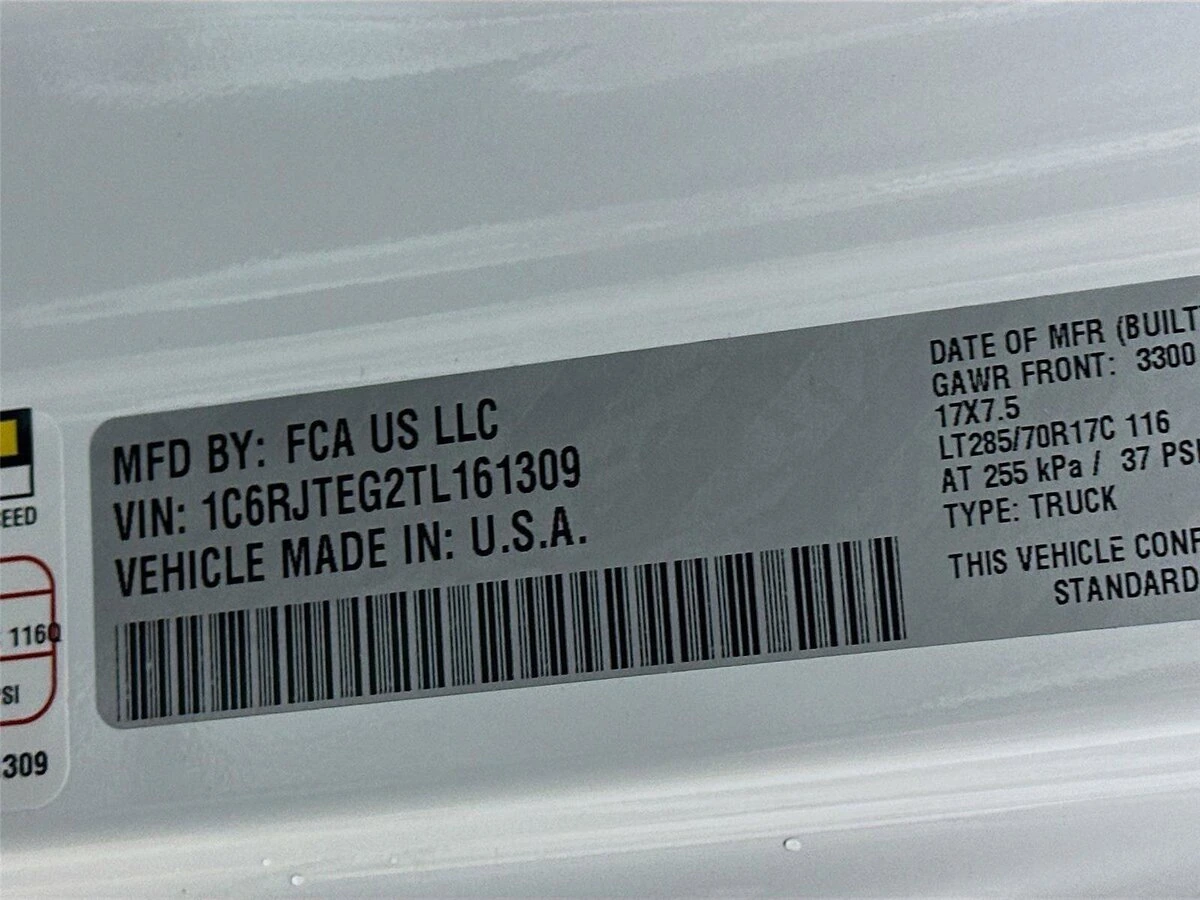 MFD BY: FCA US LLC
VIN: 1C6RJTEG2TL161309
VEHICLE MADE IN: U.S.A.
DATE OF MFR (BUILT
GAWR FRONT: 3300
17X7.5
LT285/70R17C 116
AT 255 kPa / 37 PSI
TYPE: TRUCK
THIS VEHICLE CONF
STANDARD
EED
116Q
SI
309